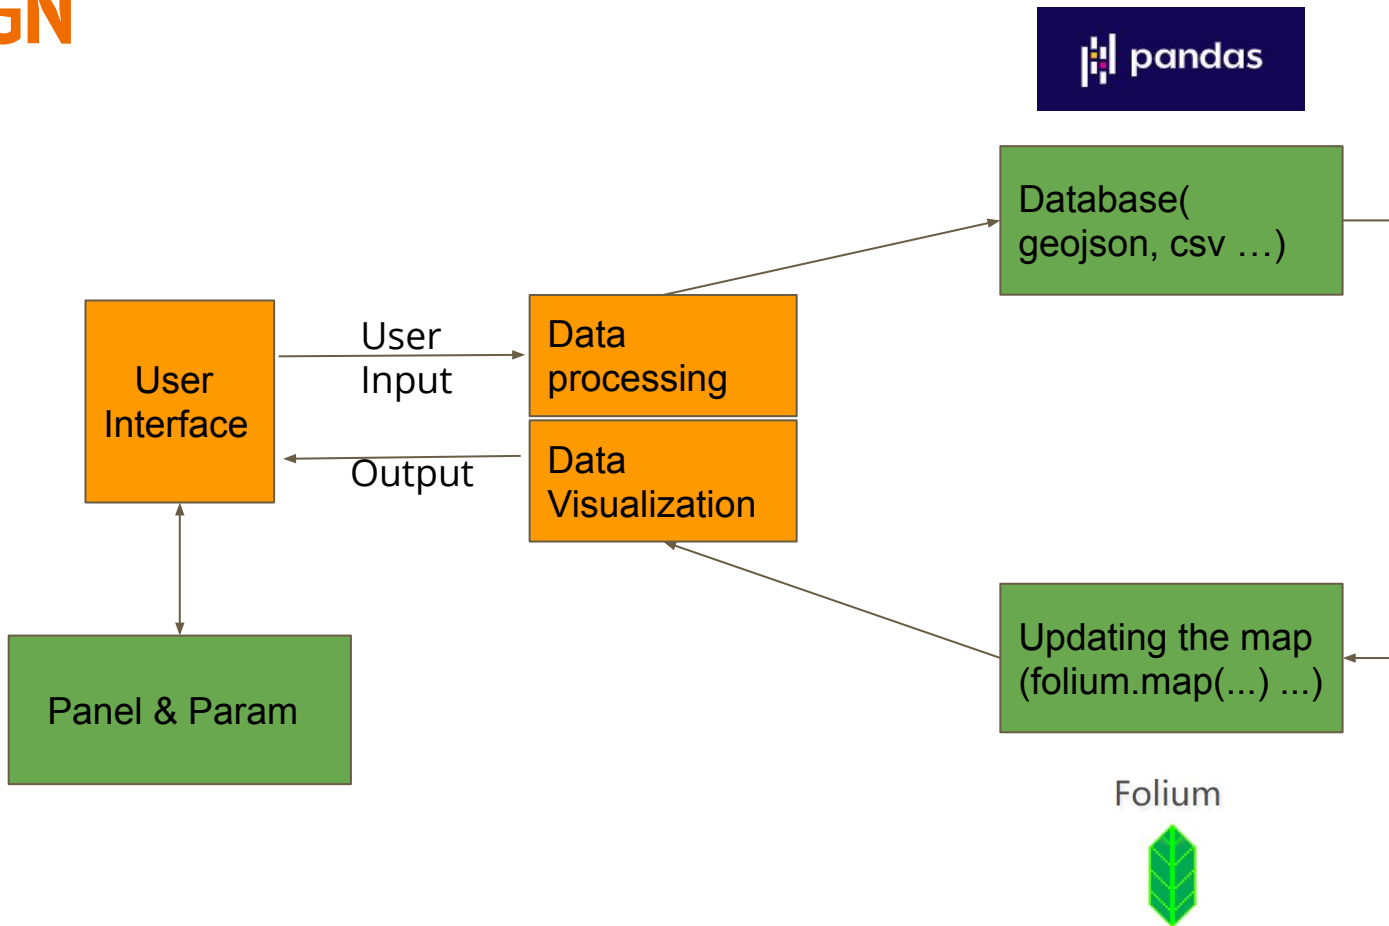 GN
pandas
Database(
geojson, csv …)
User
Input
Data
processing
User
Interface
Output
Data
Visualization
Updating the map
(folium.map(...) ...)
Panel & Param
Folium